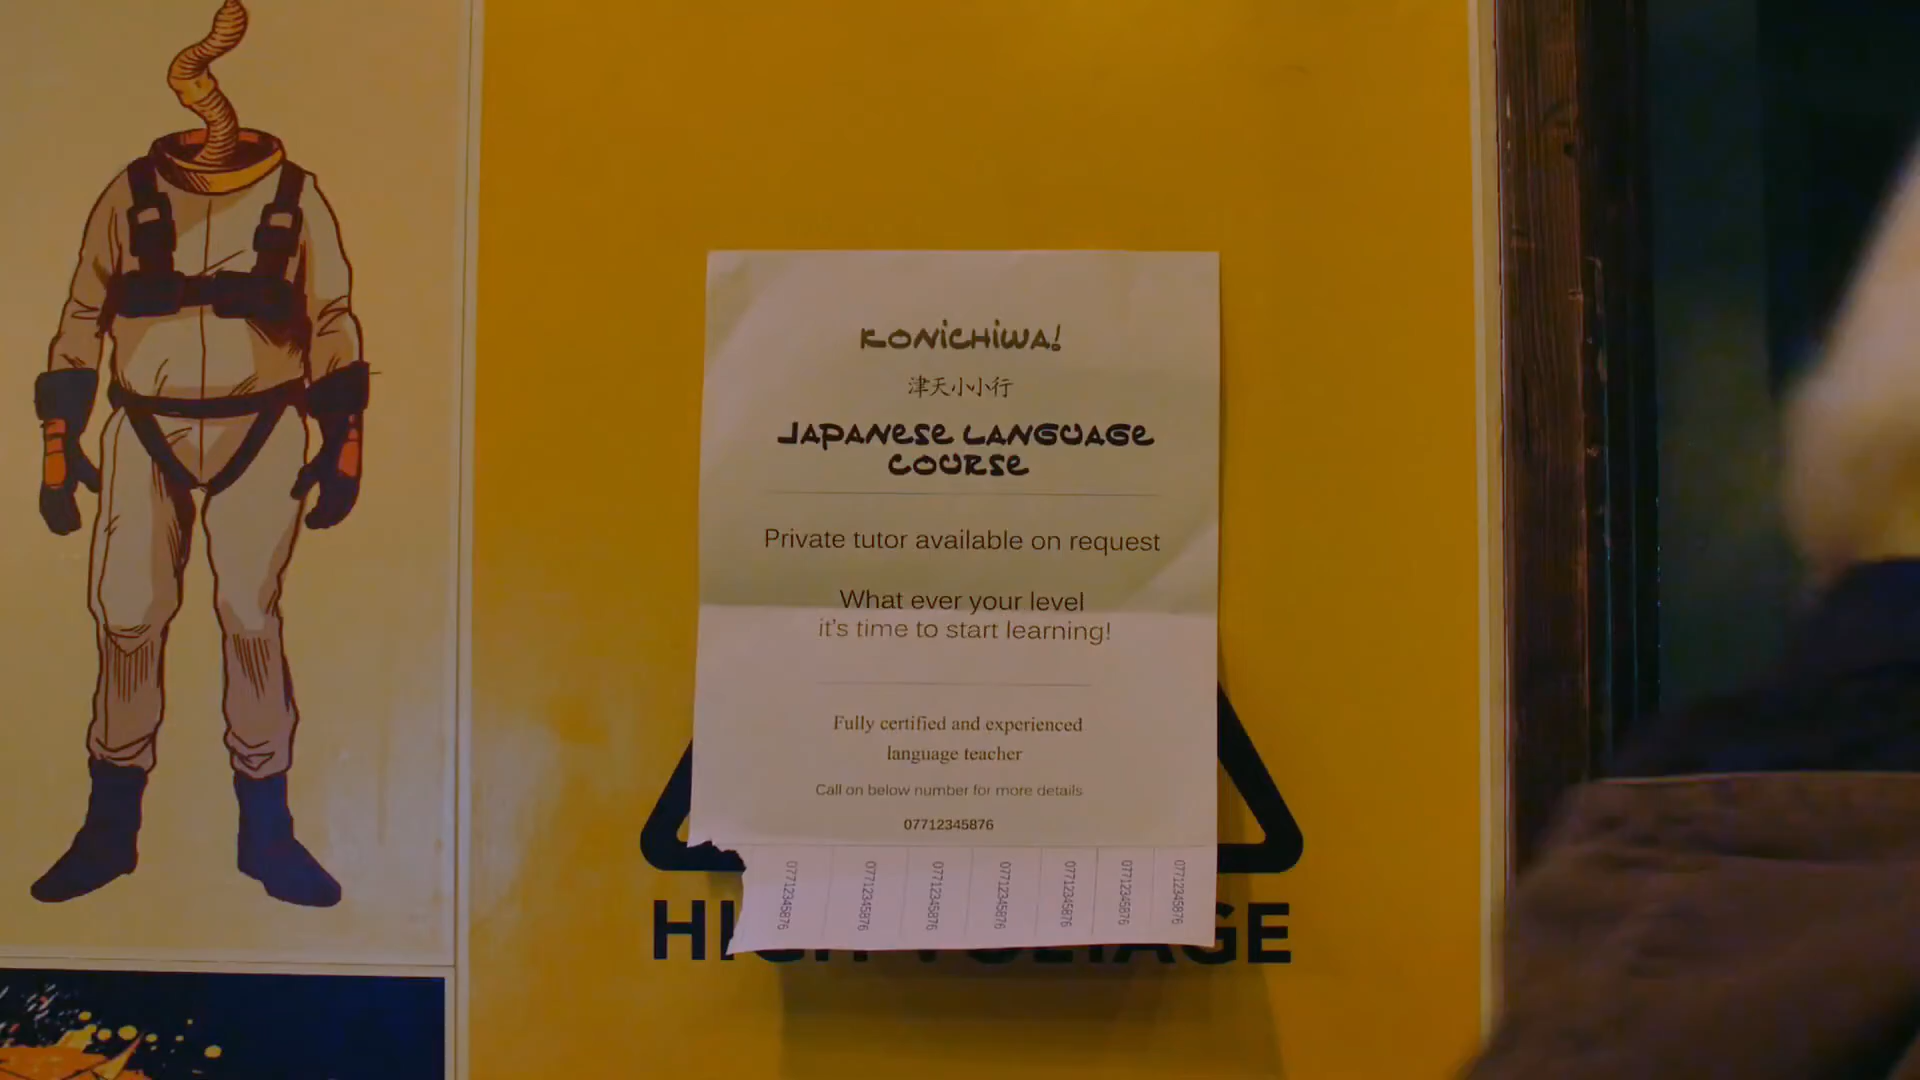 KONICHIWA!
津天小小行
JAPANESE LANGUAGE
COURSE
Private tutor available on request
What ever your level
it's time to start learning!
Fully certified and experienced
language teacher
Call on below number for more details
07712345876
07712345876
07712345876
07712345876
07712345876
07712345876
07712345876
07712345876
HIGH VOLTAGE